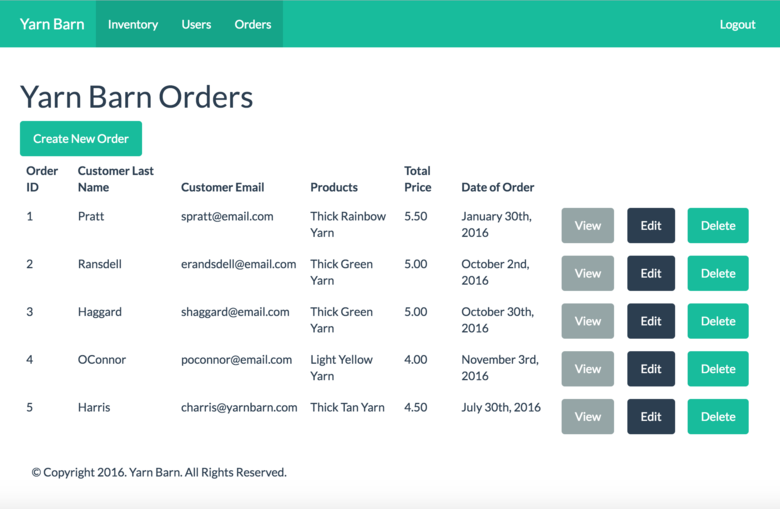 Yarn Barn Inventory Users Orders Logout
Yarn Barn Orders
Create New Order
Order ID Customer Last Name Customer Email Products Total Price Date of Order
1 Pratt spratt@email.com Thick Rainbow Yarn 5.50 January 30th, 2016 View Edit Delete
2 Ransdell erandsdell@email.com Thick Green Yarn 5.00 October 2nd, 2016 View Edit Delete
3 Haggard shaggard@email.com Thick Green Yarn 5.00 October 30th, 2016 View Edit Delete
4 OConnor poconnor@email.com Light Yellow Yarn 4.00 November 3rd, 2016 View Edit Delete
5 Harris charris@yarnbarn.com Thick Tan Yarn 4.50 July 30th, 2016 View Edit Delete
© Copyright 2016. Yarn Barn. All Rights Reserved.